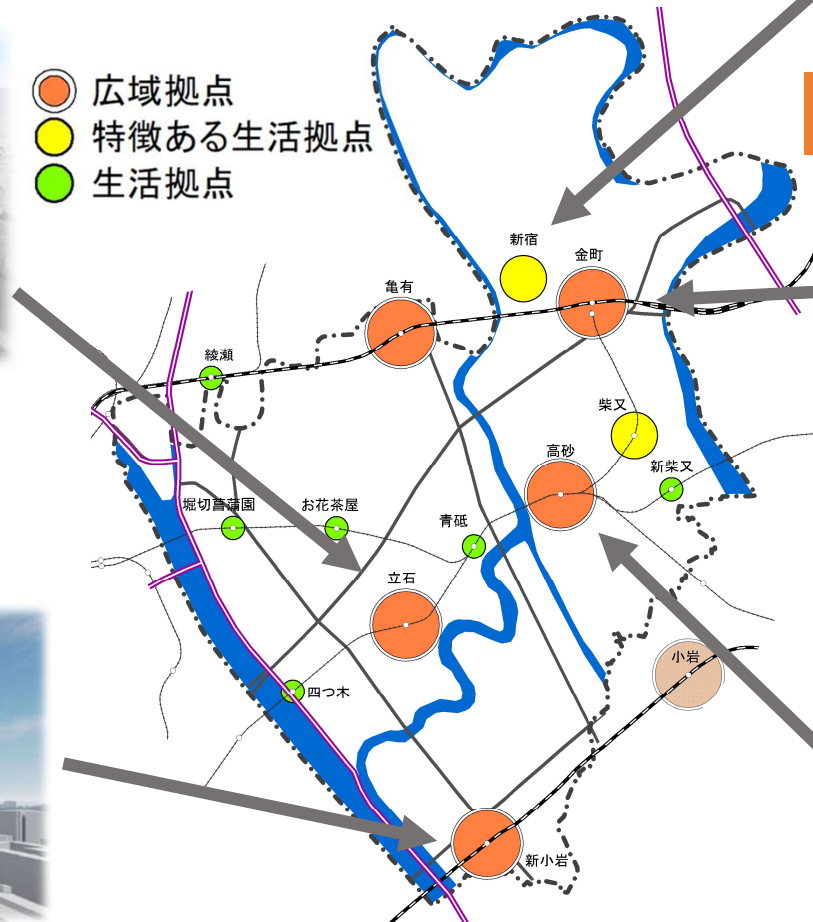 広域拠点
特徴ある生活拠点
生活拠点
新宿
金町
亀有
綾瀬
柴又
高砂
新柴又
堀切菖蒲園
お花茶屋
青砥
立石
小岩
四つ木
新小岩